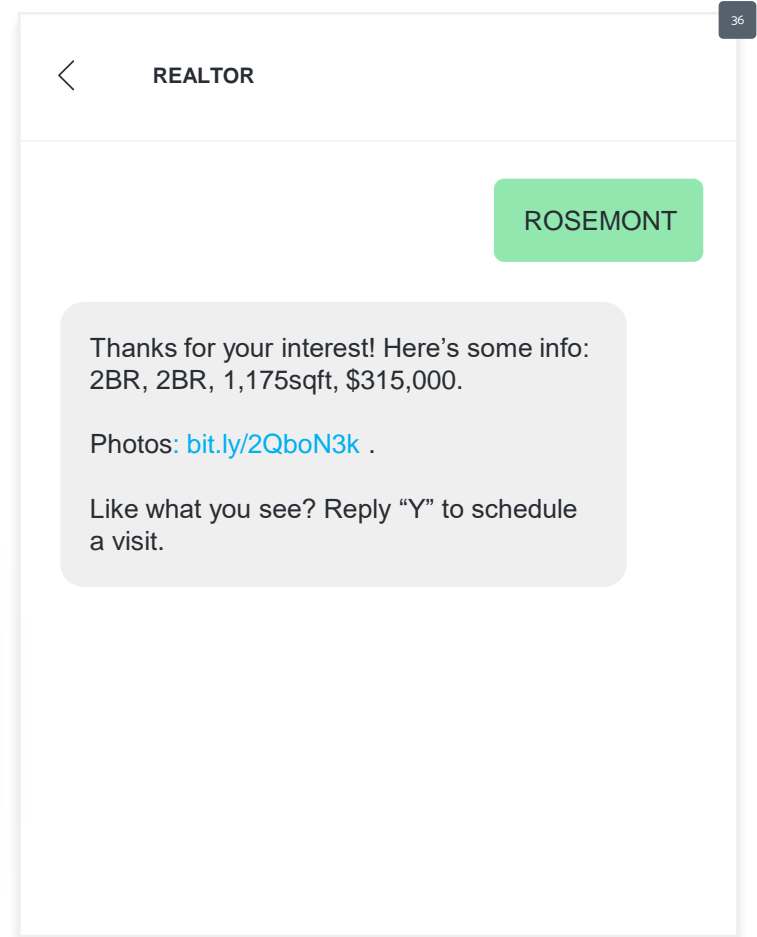 36
REALTOR
ROSEMONT
Thanks for your interest! Here’s some info:
2BR, 2BR, 1,175sqft, $315,000.
Photos: bit.ly/2QboN3k .
Like what you see? Reply “Y” to schedule
a visit.